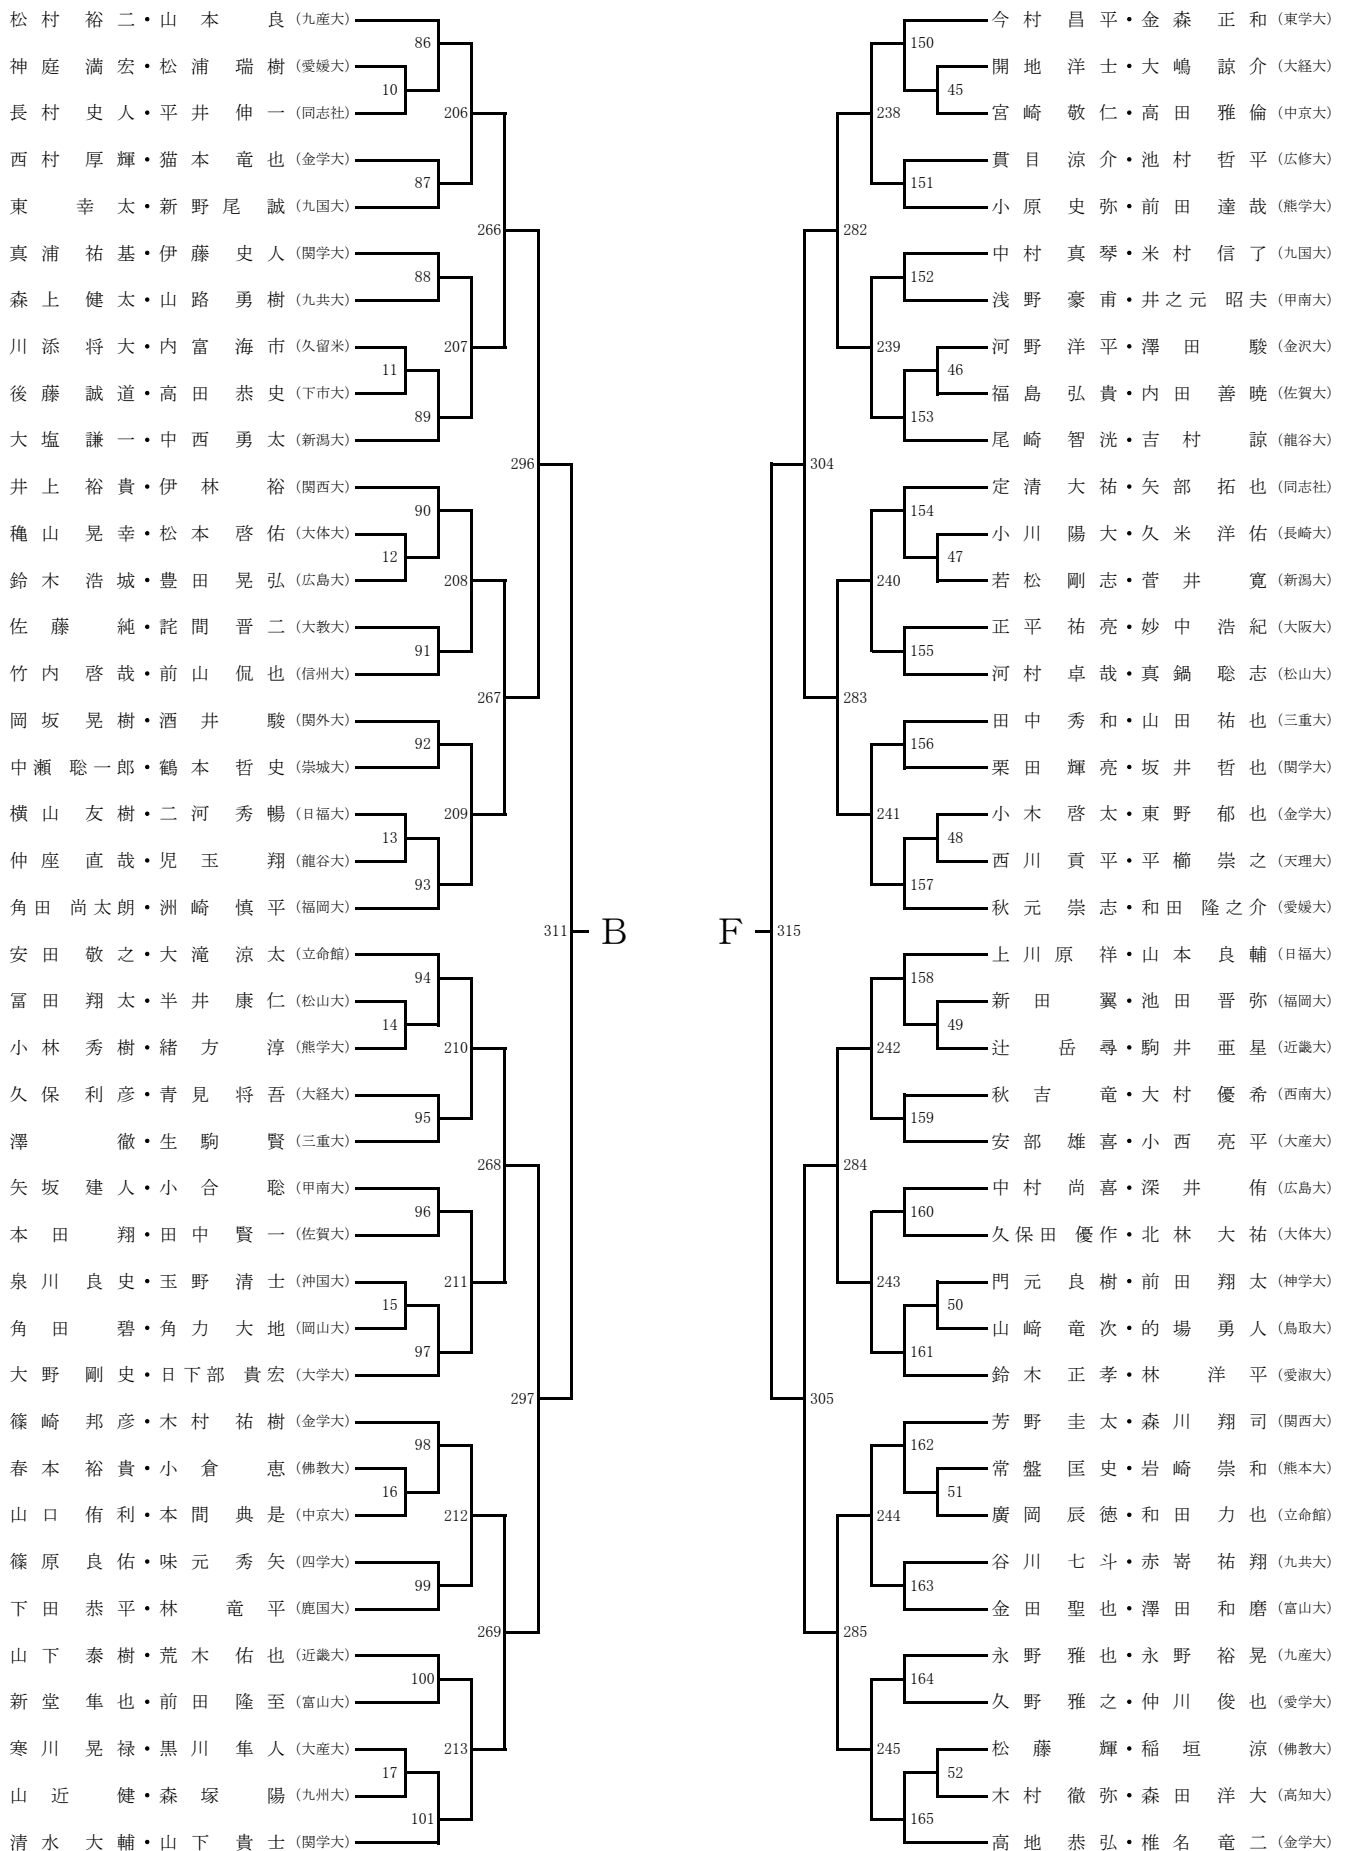 松村 裕二・山本 良 (九産大)
86
神庭 満宏・松浦 瑞樹 (愛媛大)
10
長村 史人・平井 伸一 (同志社)
206
西村 厚輝・猫本 竜也 (金学大)
87
東 幸太・新野尾 誠 (九国大)
266
真浦 祐基・伊藤 史人 (関学大)
88
森上 健太・山路 勇樹 (九共大)
川添 将大・内富 海市 (久留米)
207
11
後藤 誠道・高田 恭史 (下市大)
89
大塩 謙一・中西 勇太 (新潟大)
296
井上 裕貴・伊林 裕 (関西大)
90
穐山 晃幸・松本 啓佑 (大体大)
12
鈴木 浩城・豊田 晃弘 (広島大)
208
佐藤 純・詫間 晋二 (大教大)
91
竹内 啓哉・前山 侃也 (信州大)
267
岡坂 晃樹・酒井 駿 (関外大)
92
中瀬 聡一郎・鶴本 哲史 (崇城大)
横山 友樹・二河 秀暢 (日福大)
209
13
仲座 直哉・児玉 翔 (龍谷大)
93
角田 尚太朗・洲崎 慎平 (福岡大)
311 B
安田 敬之・大滝 涼太 (立命館)
94
冨田 翔太・半井 康仁 (松山大)
14
小林 秀樹・緒方 淳 (熊学大)
210
久保 利彦・青見 将吾 (大経大)
95
澤 徹・生駒 賢 (三重大)
268
矢坂 建人・小合 聡 (甲南大)
96
本田 翔・田中 賢一 (佐賀大)
泉川 良史・玉野 清士 (沖国大)
211
15
角田 碧・角力 大地 (岡山大)
97
大野 剛史・日下部 貴宏 (大学大)
297
篠崎 邦彦・木村 祐樹 (金学大)
98
春本 裕貴・小倉 恵 (佛教大)
16
山口 侑利・本間 典是 (中京大)
212
篠原 良佑・味元 秀矢 (四学大)
99
下田 恭平・林 竜平 (鹿国大)
269
山下 泰樹・荒木 佑也 (近畿大)
100
新堂 隼也・前田 隆至 (富山大)
寒川 晃禄・黒川 隼人 (大産大)
213
17
山近 健・森塚 陽 (九州大)
101
清水 大輔・山下 貴士 (関学大)
今村 昌平・金森 正和 (東学大)
150
開地 洋士・大嶋 諒介 (大経大)
45
宮崎 敬仁・高田 雅倫 (中京大)
238
貫目 涼介・池村 哲平 (広修大)
151
小原 史弥・前田 達哉 (熊学大)
282
中村 真琴・米村 信了 (九国大)
152
浅野 豪甫・井之元 昭夫 (甲南大)
河野 洋平・澤田 駿 (金沢大)
239
46
福島 弘貴・内田 善暁 (佐賀大)
153
尾崎 智洸・吉村 諒 (龍谷大)
304
定清 大祐・矢部 拓也 (同志社)
154
小川 陽大・久米 洋佑 (長崎大)
47
若松 剛志・菅井 寛 (新潟大)
240
正平 祐亮・妙中 浩紀 (大阪大)
155
河村 卓哉・真鍋 聡志 (松山大)
283
田中 秀和・山田 祐也 (三重大)
156
栗田 輝亮・坂井 哲也 (関学大)
小木 啓太・東野 郁也 (金学大)
241
48
西川 貢平・平櫛 崇之 (天理大)
157
秋元 崇志・和田 隆之介 (愛媛大)
F 315
上川原 祥・山本 良輔 (日福大)
158
新田 翼・池田 晋弥 (福岡大)
49
辻 岳尋・駒井 亜星 (近畿大)
242
秋吉 竜・大村 優希 (西南大)
159
安部 雄喜・小西 亮平 (大産大)
284
中村 尚喜・深井 侑 (広島大)
160
久保田 優作・北林 大祐 (大体大)
門元 良樹・前田 翔太 (神学大)
243
50
山﨑 竜次・的場 勇人 (鳥取大)
161
鈴木 正孝・林 洋平 (愛淑大)
305
芳野 圭太・森川 翔司 (関西大)
162
常盤 匡史・岩崎 崇和 (熊本大)
51
廣岡 辰徳・和田 力也 (立命館)
244
谷川 七斗・赤嵜 祐翔 (九共大)
163
金田 聖也・澤田 和磨 (富山大)
285
永野 雅也・永野 裕晃 (九産大)
164
久野 雅之・仲川 俊也 (愛学大)
松藤 輝・稲垣 涼 (佛教大)
245
52
木村 徹弥・森田 洋大 (高知大)
165
高地 恭弘・椎名 竜二 (金学大)